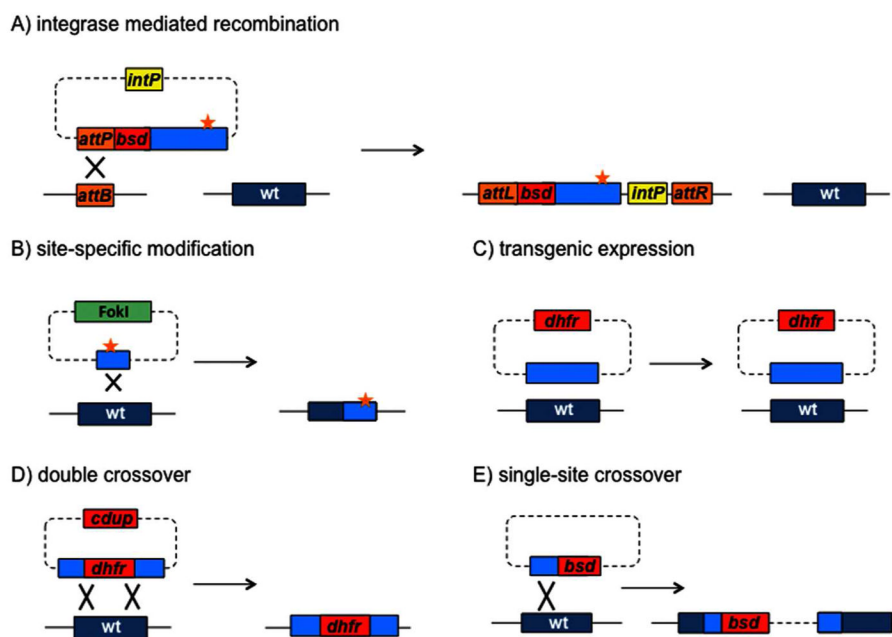 A) integrase mediated recombination
intP
attP bsd
attB wt
attL bsd intP attR wt
B) site-specific modification
FokI
wt
C) transgenic expression
dhfr dhfr
wt wt
D) double crossover
cdup
dhfr
wt
dhfr
E) single-site crossover
bsd
wt
bsd